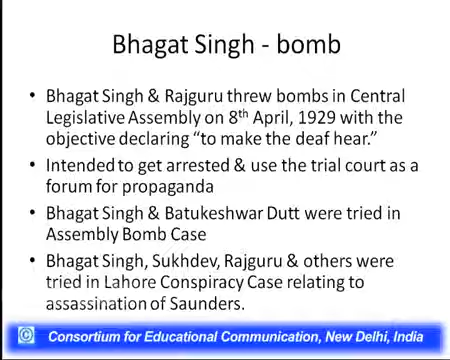 Bhagat Singh - bomb
• Bhagat Singh & Rajguru threw bombs in Central
Legislative Assembly on 8th April, 1929 with the
objective declaring “to make the deaf hear.”
• Intended to get arrested & use the trial court as a
forum for propaganda
• Bhagat Singh & Batukeshwar Dutt were tried in
Assembly Bomb Case
• Bhagat Singh, Sukhdev, Rajguru & others were
tried in Lahore Conspiracy Case relating to
assassination of Saunders.
© Consortium for Educational Communication, New Delhi, India